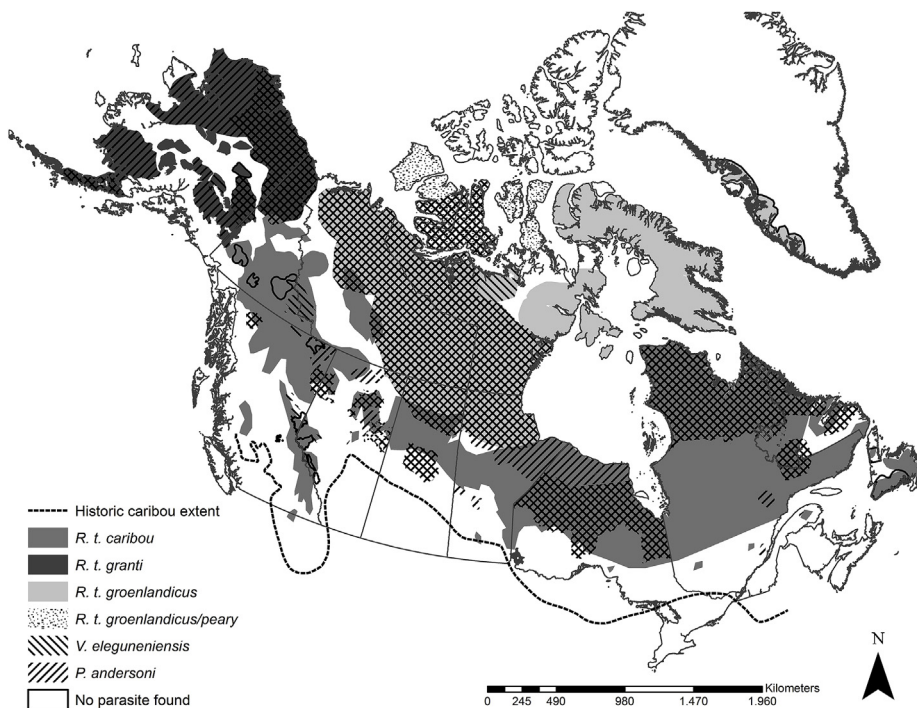 Historic caribou extent
R. t. caribou
R. t. granti
R. t. groenlandicus
R. t. groenlandicus/peary
V. eleguneniensis
P. andersoni
No parasite found
N
Kilometers
0 245 490 980 1.470 1.960